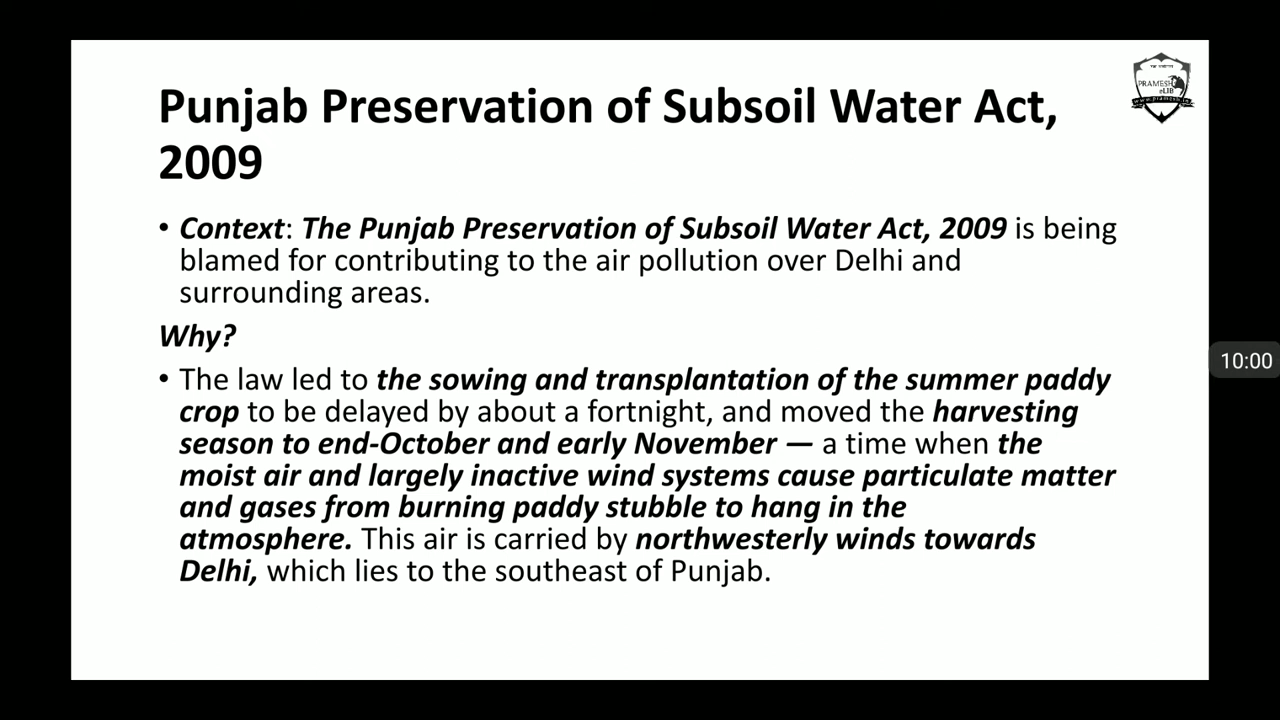 Punjab Preservation of Subsoil Water Act,
2009
PRAMESH
eLIB
• Context: The Punjab Preservation of Subsoil Water Act, 2009 is being
blamed for contributing to the air pollution over Delhi and
surrounding areas.
Why?
• The law led to the sowing and transplantation of the summer paddy
crop to be delayed by about a fortnight, and moved the harvesting
season to end-October and early November — a time when the
moist air and largely inactive wind systems cause particulate matter
and gases from burning paddy stubble to hang in the
atmosphere. This air is carried by northwesterly winds towards
Delhi, which lies to the southeast of Punjab.
10:00